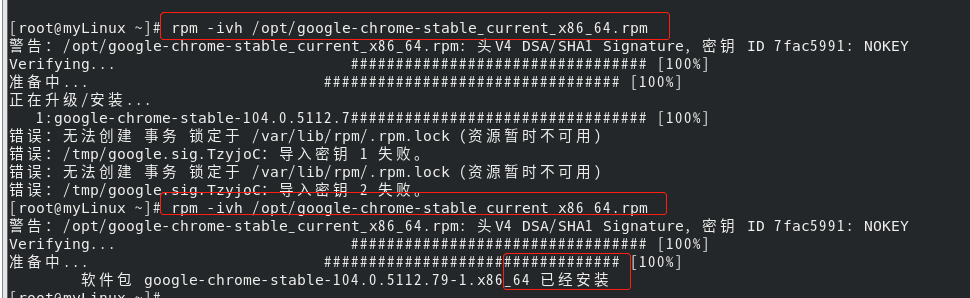 [root@myLinux ~]# rpm -ivh /opt/google-chrome-stable_current_x86_64.rpm
警告：/opt/google-chrome-stable_current_x86_64.rpm: 头V4 DSA/SHA1 Signature, 密钥 ID 7fac5991: NOKEY
Verifying... ################################# [100%]
准备中... ################################# [100%]
正在升级/安装...
1:google-chrome-stable-104.0.5112.7################################# [100%]
错误：无法创建 事务 锁定于 /var/lib/rpm/.rpm.lock (资源暂时不可用)
错误：/tmp/google.sig.TzyjoC: 导入密钥 1 失败。
错误：无法创建 事务 锁定于 /var/lib/rpm/.rpm.lock (资源暂时不可用)
错误：/tmp/google.sig.TzyjoC: 导入密钥 2 失败。
[root@myLinux ~]# rpm -ivh /opt/google-chrome-stable_current_x86_64.rpm
警告：/opt/google-chrome-stable_current_x86_64.rpm: 头V4 DSA/SHA1 Signature, 密钥 ID 7fac5991: NOKEY
Verifying... ################################# [100%]
准备中... ################################# [100%]
软件包 google-chrome-stable-104.0.5112.79-1.x86_64 已经安装
[root@myLinux ~]#